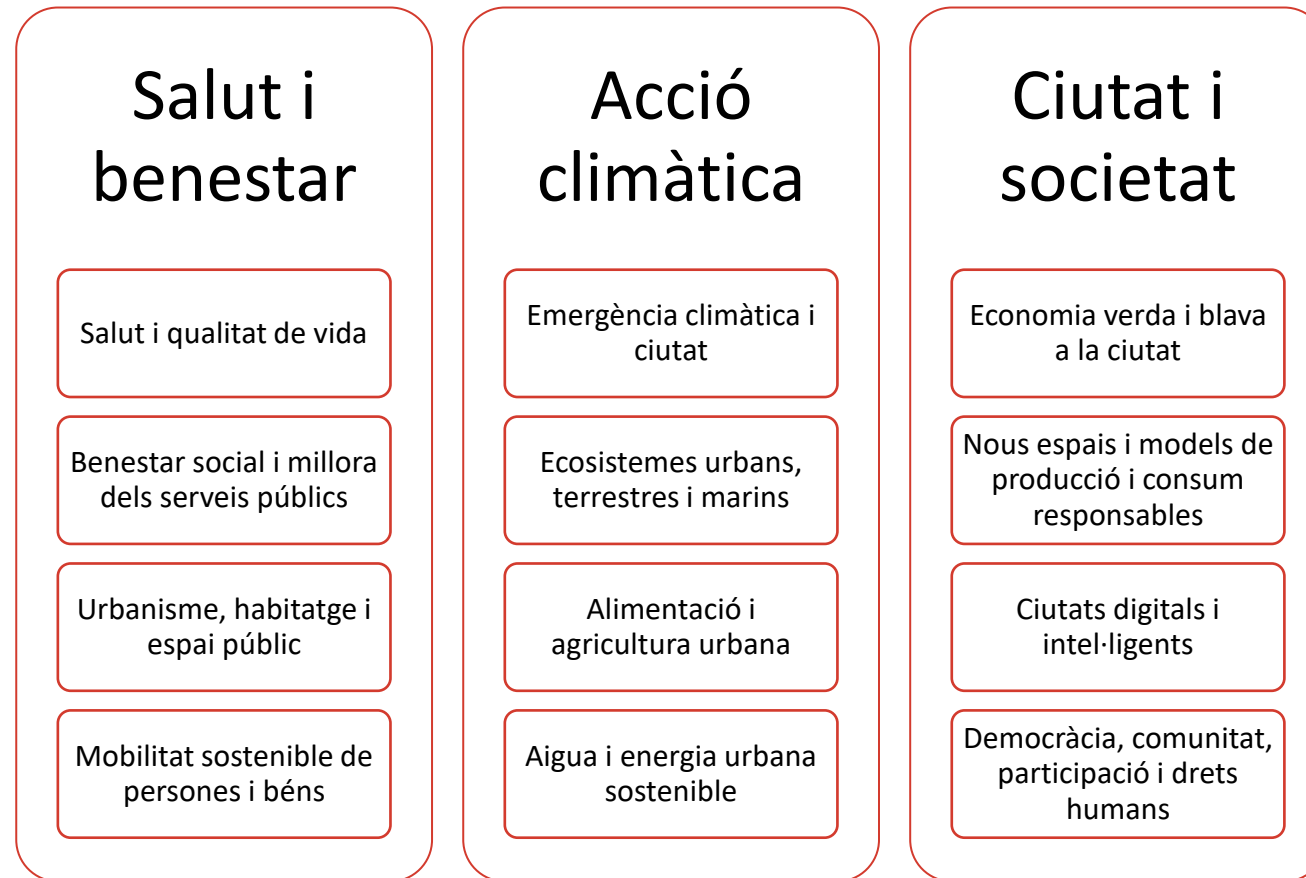 Salut i
benestar
Salut i qualitat de vida
Benestar social i millora
dels serveis públics
Urbanisme, habitatge i
espai públic
Mobilitat sostenible de
persones i béns
Acció
climàtica
Emergència climàtica i
ciutat
Ecosistemes urbans,
terrestres i marins
Alimentació i
agricultura urbana
Aigua i energia urbana
sostenible
Ciutat i
societat
Economia verda i blava
a la ciutat
Nous espais i models de
producció i consum
responsables
Ciutats digitals i
intel·ligents
Democràcia, comunitat,
participació i drets
humans